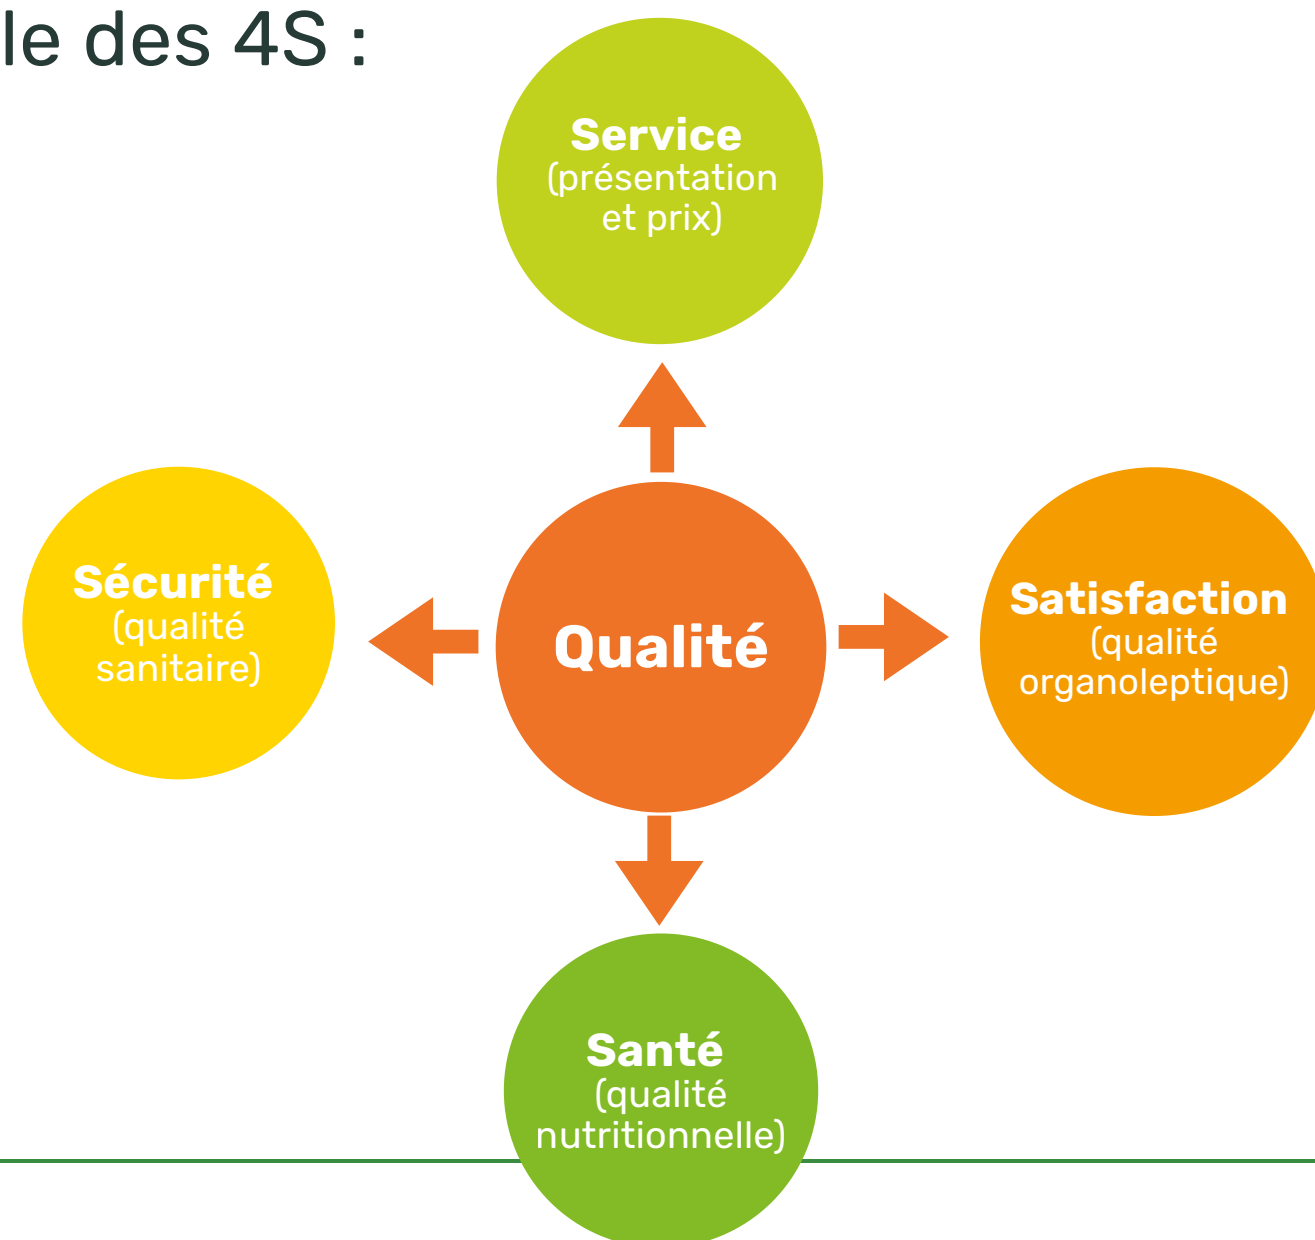 le des 4S :
Service
(présentation
et prix)
Sécurité
(qualité
sanitaire)
Qualité
Satisfaction
(qualité
organoleptique)
Santé
(qualité
nutritionnelle)